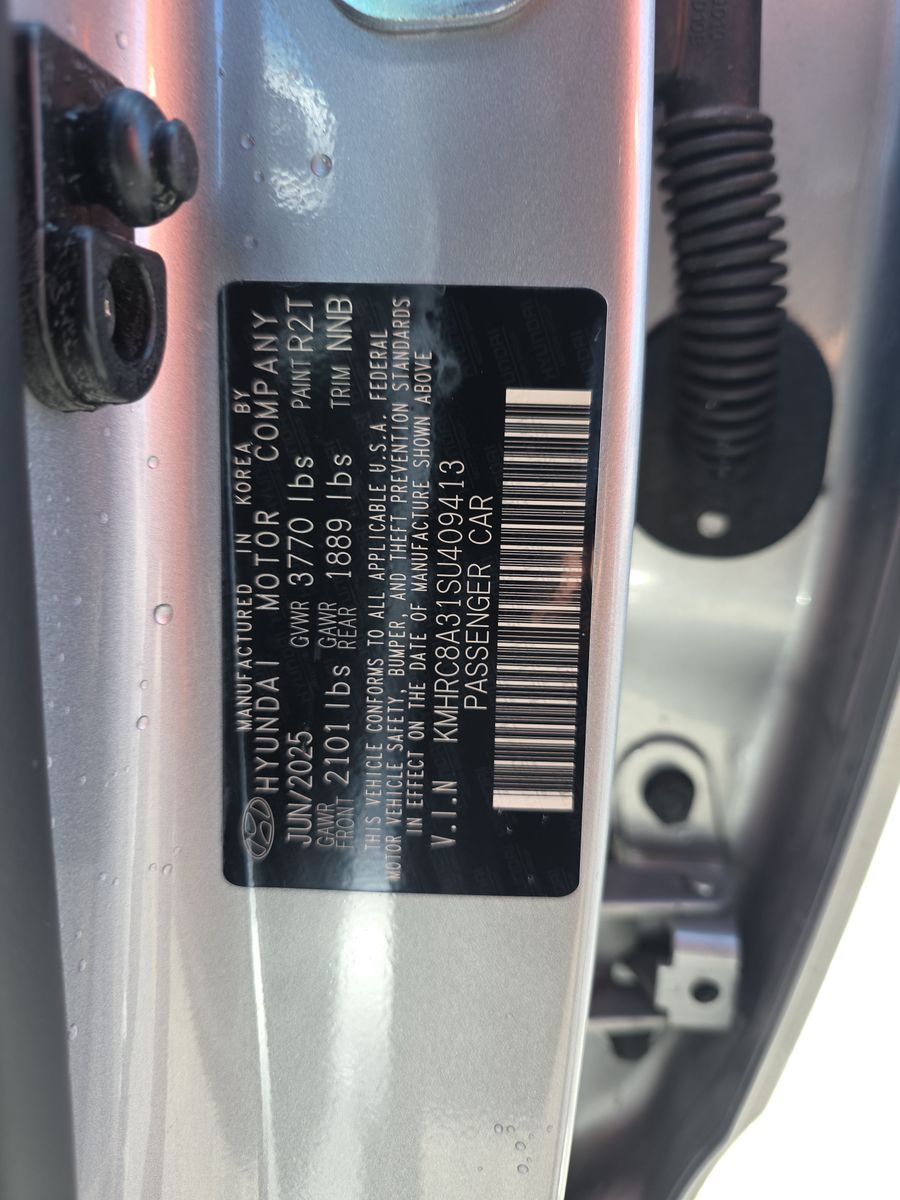 MANUFACTURED IN KOREA BY
HYUNDAI MOTOR COMPANY
JUN/2025 GVWR 3770 lbs PAINT R2T
GAWR FRONT 2101 lbs GAWR REAR 1889 lbs TRIM NNB
THIS VEHICLE CONFORMS TO ALL APPLICABLE U.S.A. FEDERAL
MOTOR VEHICLE SAFETY, BUMPER, AND THEFT PREVENTION STANDARDS
IN EFFECT ON THE DATE OF MANUFACTURE SHOWN ABOVE
V.I.N KMHRC8A31SU409413
PASSENGER CAR